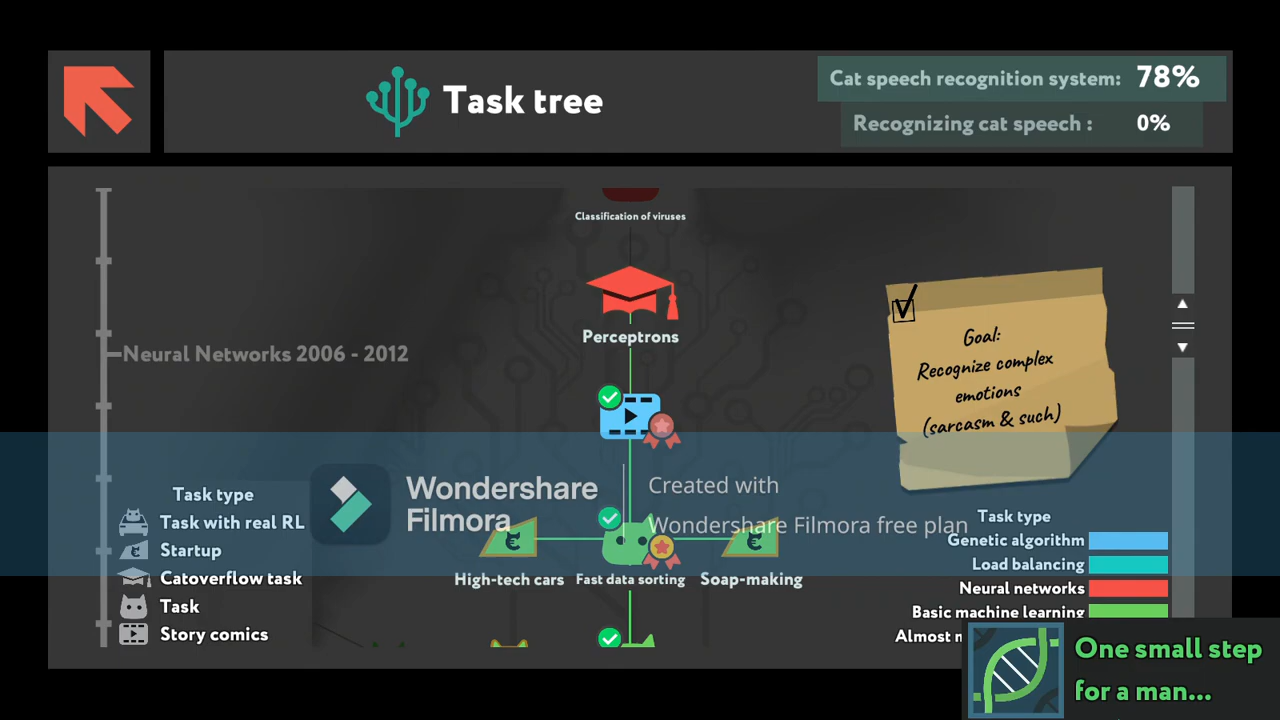 Task tree
Cat speech recognition system: 78%
Recognizing cat speech : 0%
Classification of viruses
Perceptrons
Neural Networks 2006 - 2012
Goal:
Recognize complex
emotions
(sarcasm & such)
Wondershare
Filmora
Created with
Wondershare Filmora free plan
High-tech cars
Fast data sorting
Soap-making
Task type
Task with real RL
Startup
Catoverflow task
Task
Story comics
Task type
Genetic algorithm
Load balancing
Neural networks
Basic machine learning
Almost
One small step
for a man...